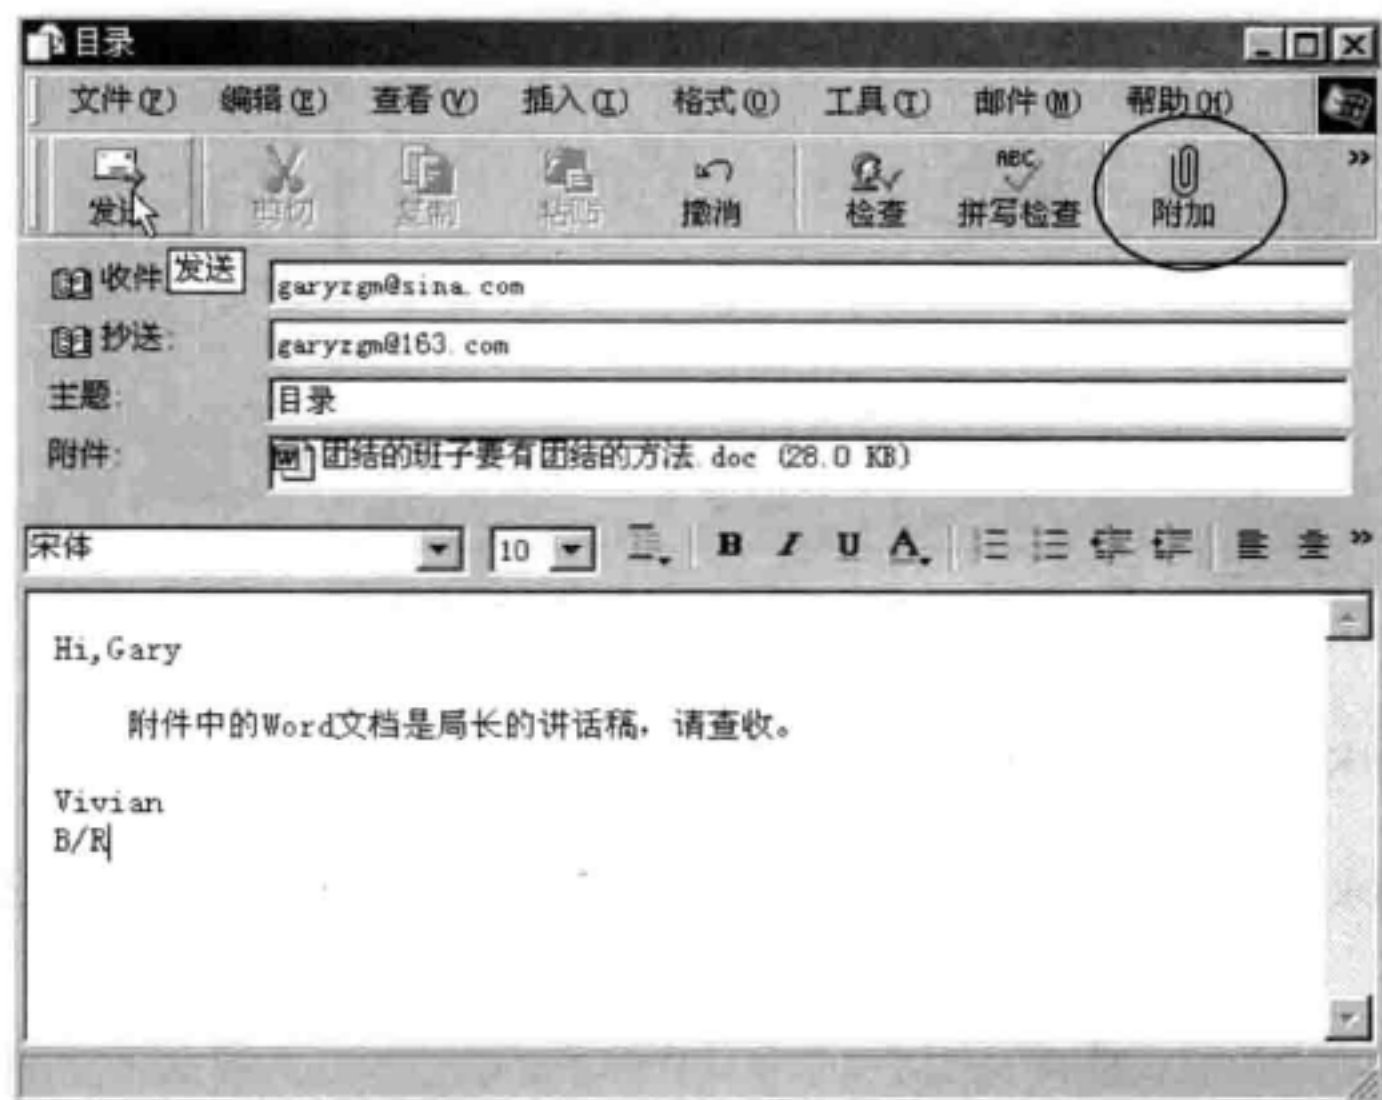 目录
文件(F) 编辑(E) 查看(V) 插入(I) 格式(O) 工具(T) 邮件(M) 帮助(H)
ABC
发送 剪切 复制 粘贴 撤消 检查 拼写检查 附加 »
收件 发送 garyzgm@sina.com
抄送: garyzgm@163.com
主题: 目录
附件: 团结的班子要有团结的方法.doc (28.0 KB)
宋体 10 B I U A »
Hi,Gary
附件中的Word文档是局长的讲话稿，请查收。
Vivian
B/R